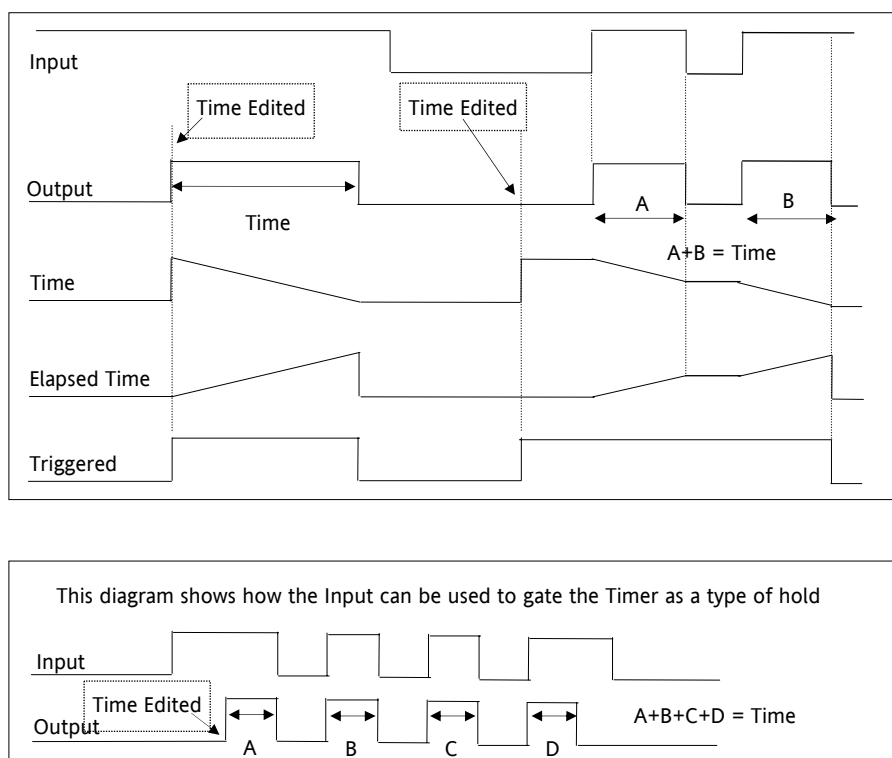 Input
Time Edited
Time Edited
Output
Time
A
B
A+B = Time
Time
Elapsed Time
Triggered
This diagram shows how the Input can be used to gate the Timer as a type of hold
Input
Time Edited
Output
A+B+C+D = Time
A
B
C
D